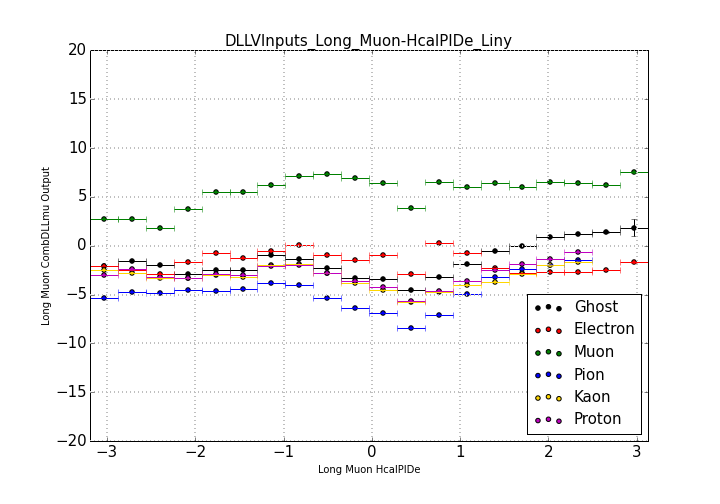 DLLVInputs_Long_Muon-HcalPIDe_Liny
20
15
10
5
0
−5
−10
−15
−20
Long Muon CombDLLmu Output
−3 −2 −1 0 1 2 3
Long Muon HcalPIDe
Ghost
Electron
Muon
Pion
Kaon
Proton